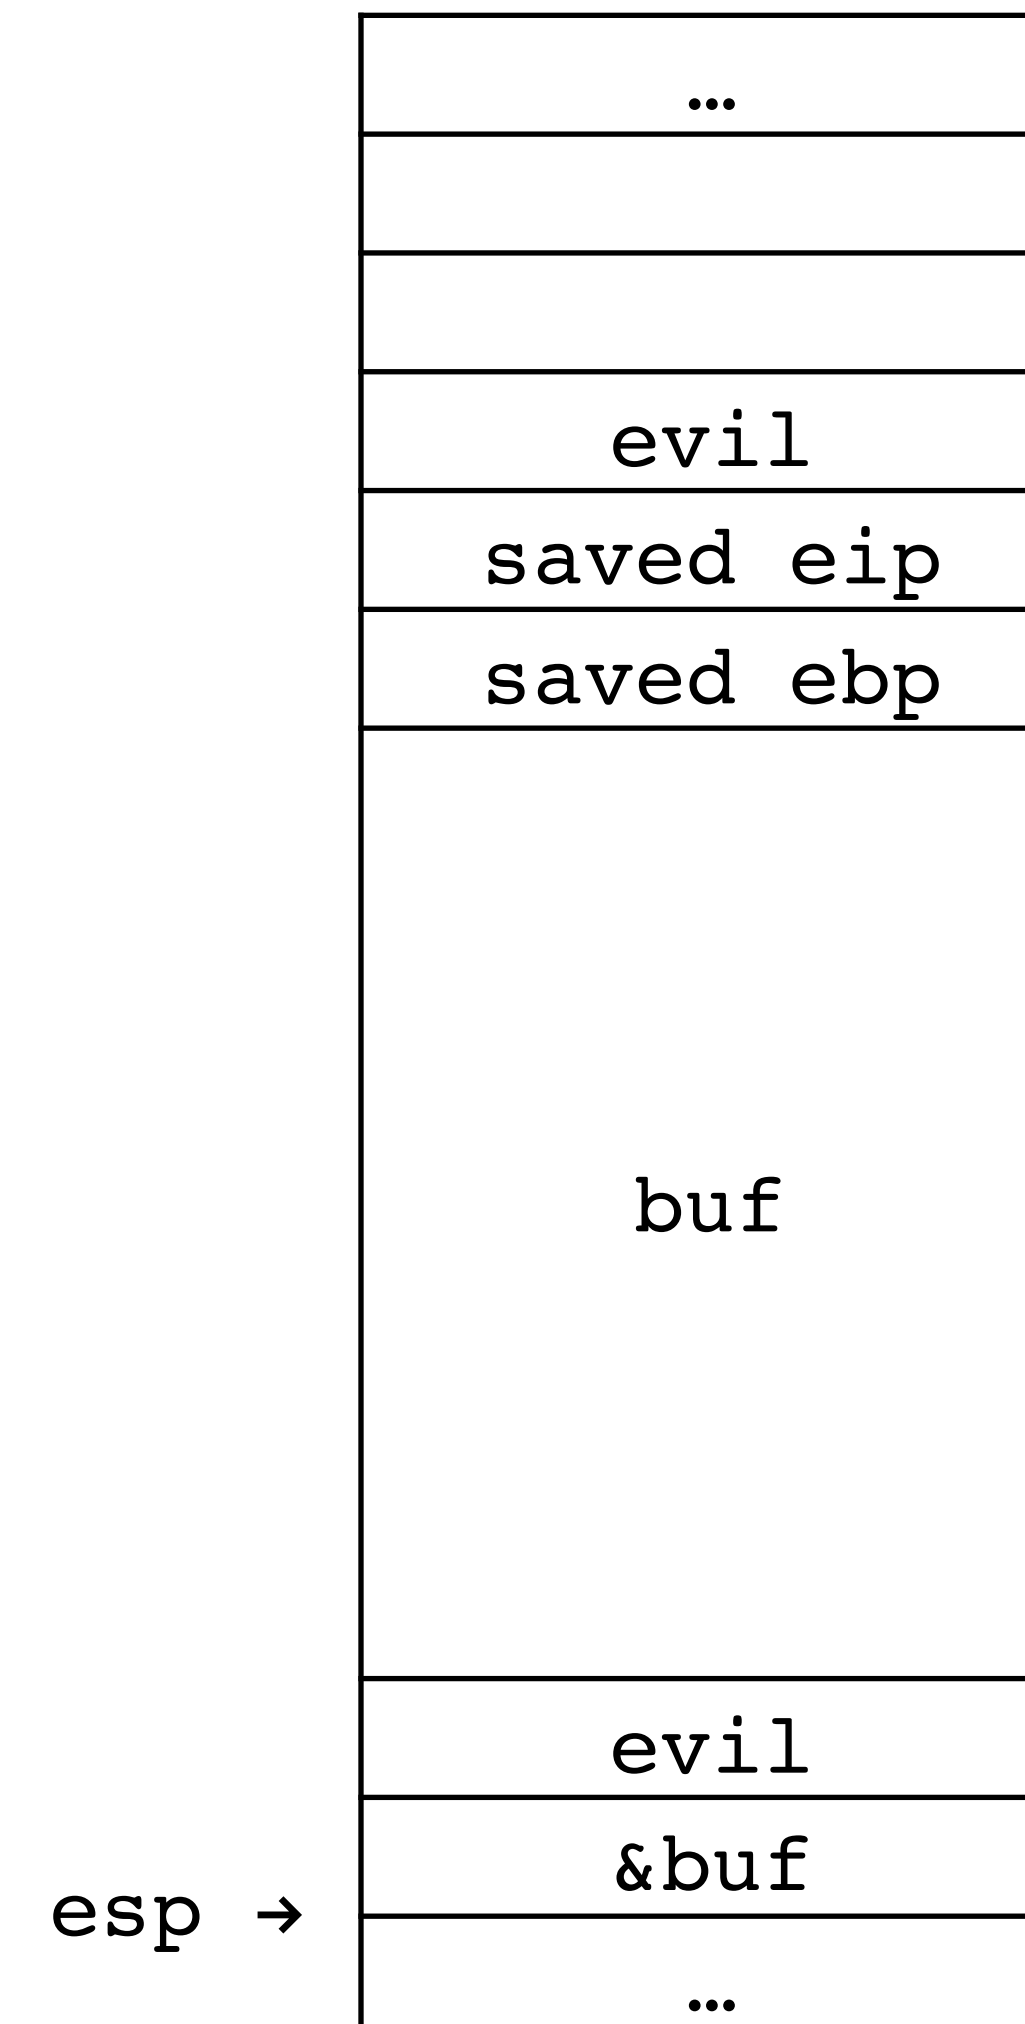 …
evil
saved eip
saved ebp
buf
evil
&buf
esp →
…